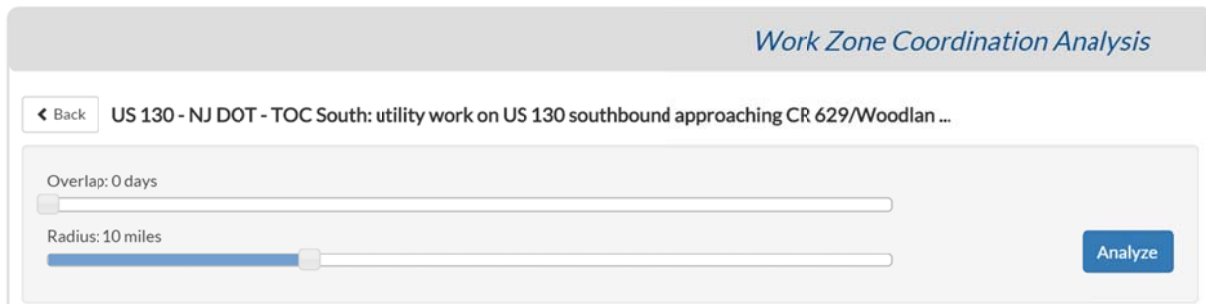 Work Zone Coordination Analysis
Back US 130 - NJ DOT - TOC South: utility work on US 130 southbound approaching CR 629/Woodlan ...
Overlap: 0 days
Radius: 10 miles
Analyze